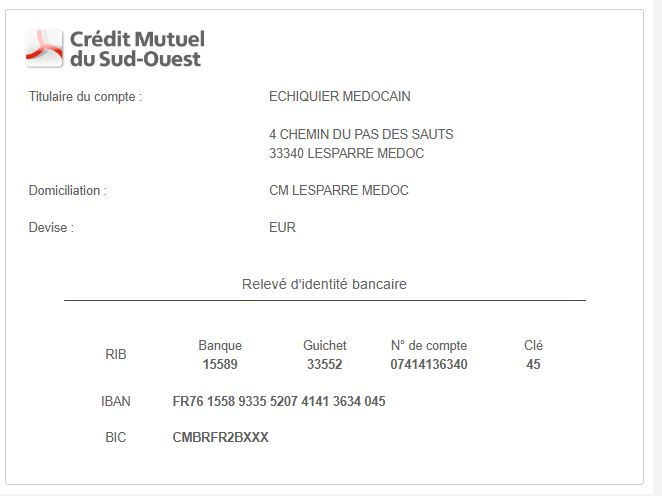 Crédit Mutuel
du Sud-Ouest
Titulaire du compte : ECHIQUIER MEDOCAIN
4 CHEMIN DU PAS DES SAUTS
33340 LESPARRE MEDOC
Domiciliation : CM LESPARRE MEDOC
Devise : EUR
Relevé d'identité bancaire
Banque Guichet N° de compte Clé
RIB
15589 33552 07414136340 45
IBAN FR76 1558 9335 5207 4141 3634 045
BIC CMBRFR2BXXX